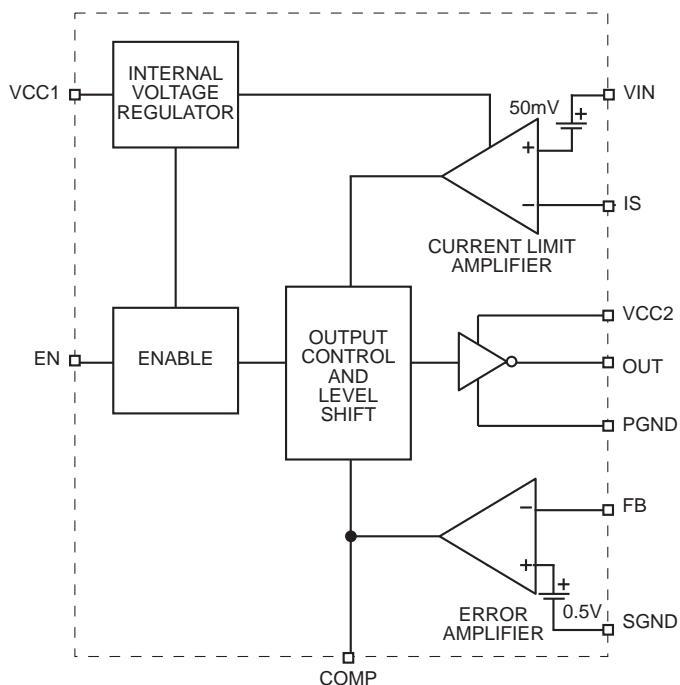 INTERNAL
VOLTAGE
REGULATOR
VCC1
50mV
+
VIN
+
−
IS
CURRENT LIMIT
AMPLIFIER
EN
ENABLE
OUTPUT
CONTROL
AND
LEVEL
SHIFT
VCC2
OUT
PGND
−
FB
+
+
0.5V
ERROR
AMPLIFIER
SGND
COMP